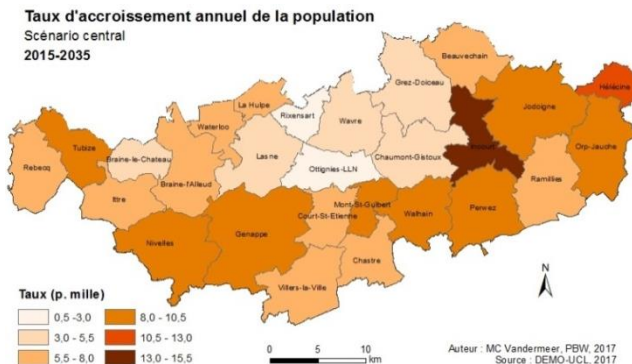 Taux d'accroissement annuel de la population
Scénario central
2015-2035
Beauvechain
Grez-Doiceau
Hélécine
La Hulpe
Rixensart
Jodoigne
Waterloo
Wavre
Tubize
Orp-Jauche
Braine-le-Chateau
Lasne
Chaumont-Gistoux
Rebecq
Ottignies-LLN
Braine-l'Alleud
Ramillies
Ittre
Mont-St-Guibert
Court-St-Etienne
Walhain
Perwez
Nivelles
Genappe
Chastre
Villers-la-Ville
N
Taux (p. mille)
0,5 - 3,0
8,0 - 10,5
3,0 - 5,5
10,5 - 13,0
5,5 - 8,0
13,0 - 15,5
0 5 10
km
Auteur : MC Vandermeer, PBW, 2017
Source : DEMO-UCL, 2017